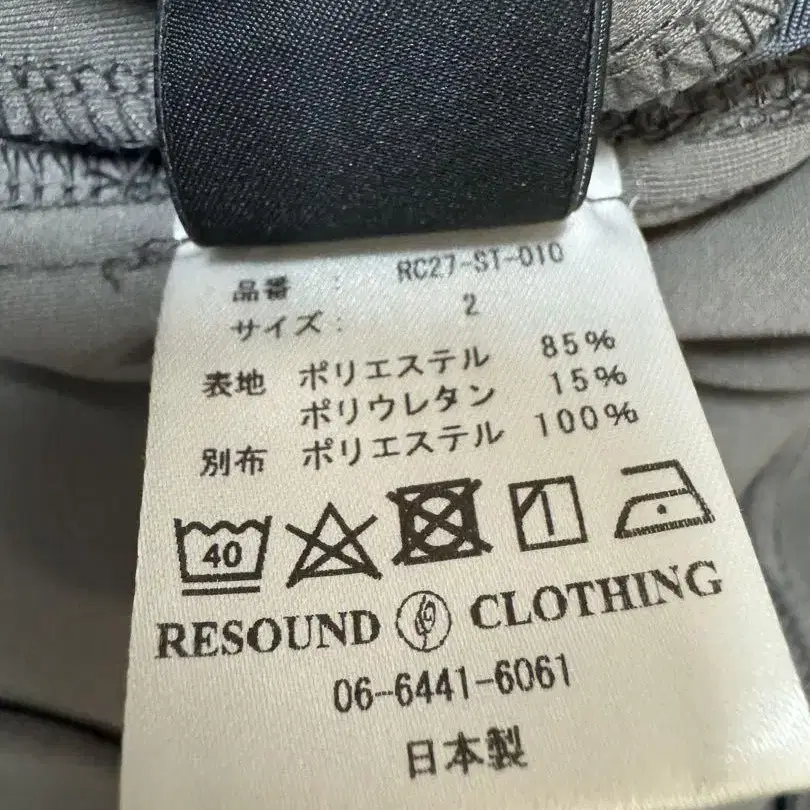 品番 : RC27-ST-010
サイズ : 2
表地 ポリエステル 85%
ポリウレタン 15%
別布 ポリエステル 100%
40
RESOUND CLOTHING
06-6441-6061
日本製